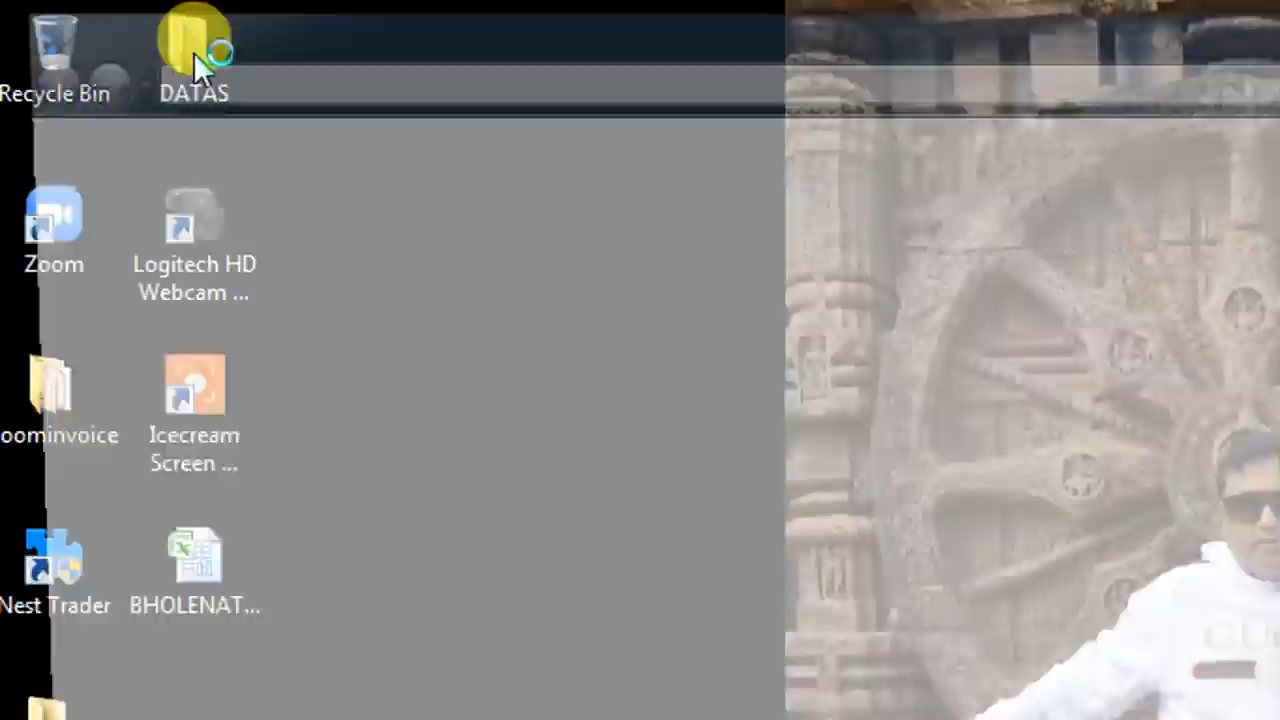 Recycle Bin
DATAS
Zoom
Logitech HD
Webcam ...
oominvoice
Icecream
Screen ...
Nest Trader
BHOLENAT...